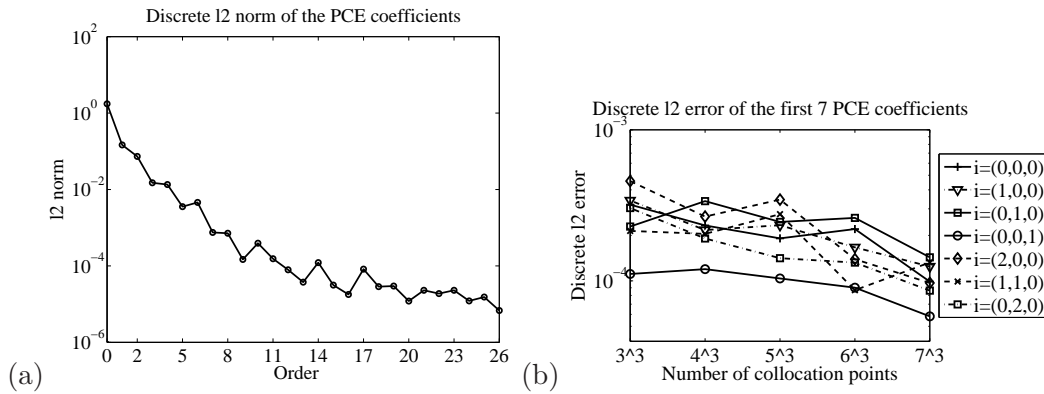 Discrete l2 norm of the PCE coefficients
10^2
10^0
10^-2
10^-4
10^-6
l2 norm
0 2 5 8 11 14 17 20 23 26
Order
(a)
Discrete l2 error of the first 7 PCE coefficients
10^-3
10^-4
Discrete l2 error
3^3 4^3 5^3 6^3 7^3
Number of collocation points
i=(0,0,0)
i=(1,0,0)
i=(0,1,0)
i=(0,0,1)
i=(2,0,0)
i=(1,1,0)
i=(0,2,0)
(b)